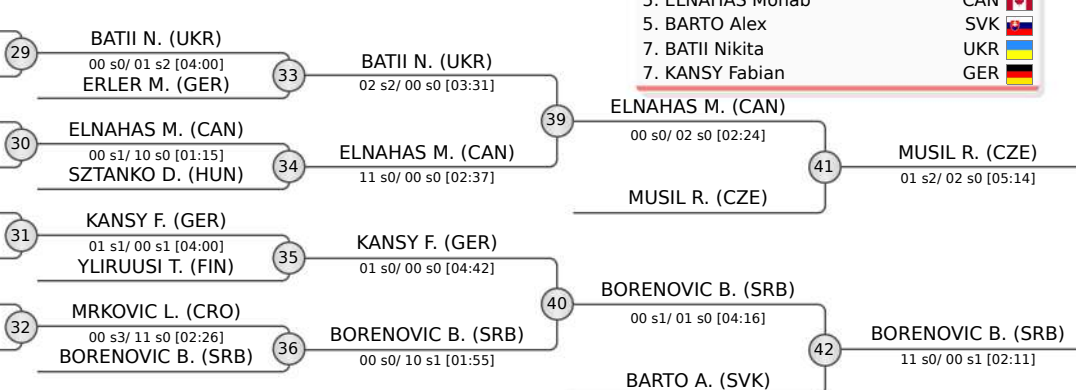 5. ELNAHAS Mohab CAN
5. BARTO Alex SVK
7. BATII Nikita UKR
7. KANSY Fabian GER
29
BATII N. (UKR)
00 s0/ 01 s2 [04:00]
ERLER M. (GER)
33
BATII N. (UKR)
02 s2/ 00 s0 [03:31]
30
ELNAHAS M. (CAN)
00 s1/ 10 s0 [01:15]
SZTANKO D. (HUN)
34
ELNAHAS M. (CAN)
11 s0/ 00 s0 [02:37]
39
ELNAHAS M. (CAN)
00 s0/ 02 s0 [02:24]
MUSIL R. (CZE)
41
MUSIL R. (CZE)
01 s2/ 02 s0 [05:14]
31
KANSY F. (GER)
01 s1/ 00 s1 [04:00]
YLIRUUSI T. (FIN)
35
KANSY F. (GER)
01 s0/ 00 s0 [04:42]
32
MRKOVIC L. (CRO)
00 s3/ 11 s0 [02:26]
BORENOVIC B. (SRB)
36
BORENOVIC B. (SRB)
00 s0/ 10 s1 [01:55]
40
BORENOVIC B. (SRB)
00 s1/ 01 s0 [04:16]
BARTO A. (SVK)
42
BORENOVIC B. (SRB)
11 s0/ 00 s1 [02:11]